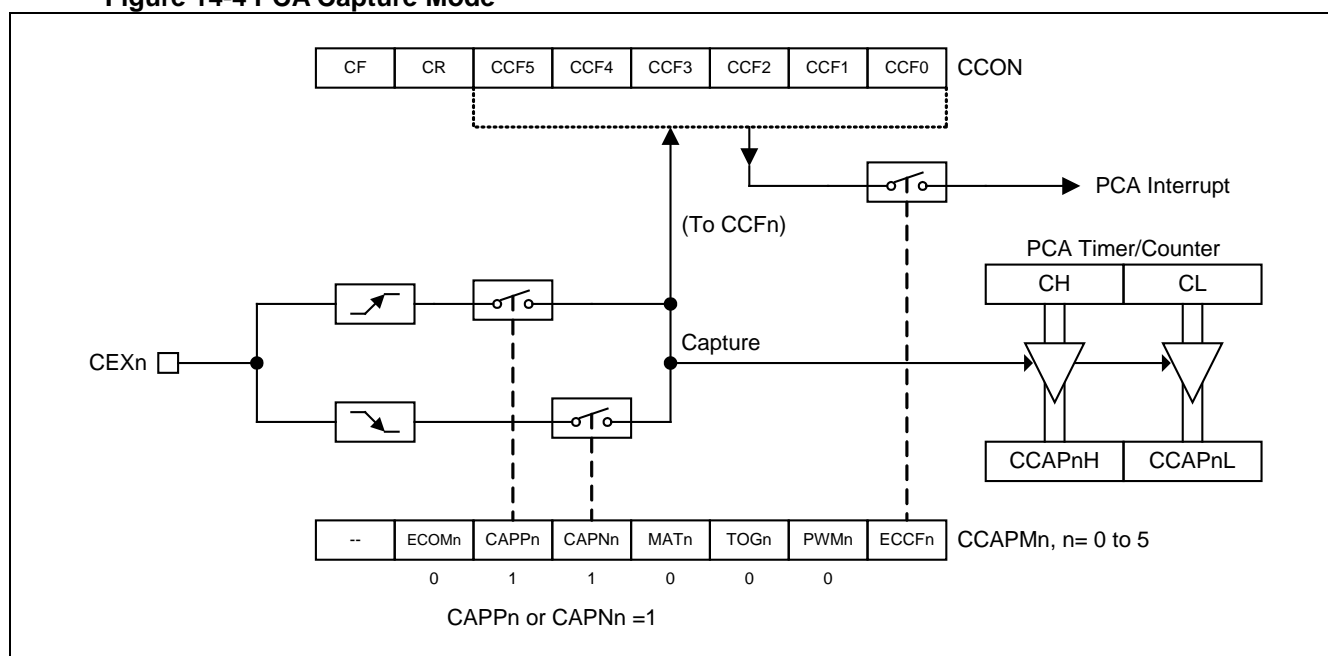 Figure 14-4 PCA Capture Mode
CF CR CCF5 CCF4 CCF3 CCF2 CCF1 CCF0 CCON
PCA Interrupt
(To CCFn)
PCA Timer/Counter
CH CL
Capture
CEXn
CCAPnH CCAPnL
-- ECOMn CAPPn CAPNn MATn TOGn PWMn ECCFn CCAPMn, n= 0 to 5
0 1 1 0 0 0
CAPPn or CAPNn =1